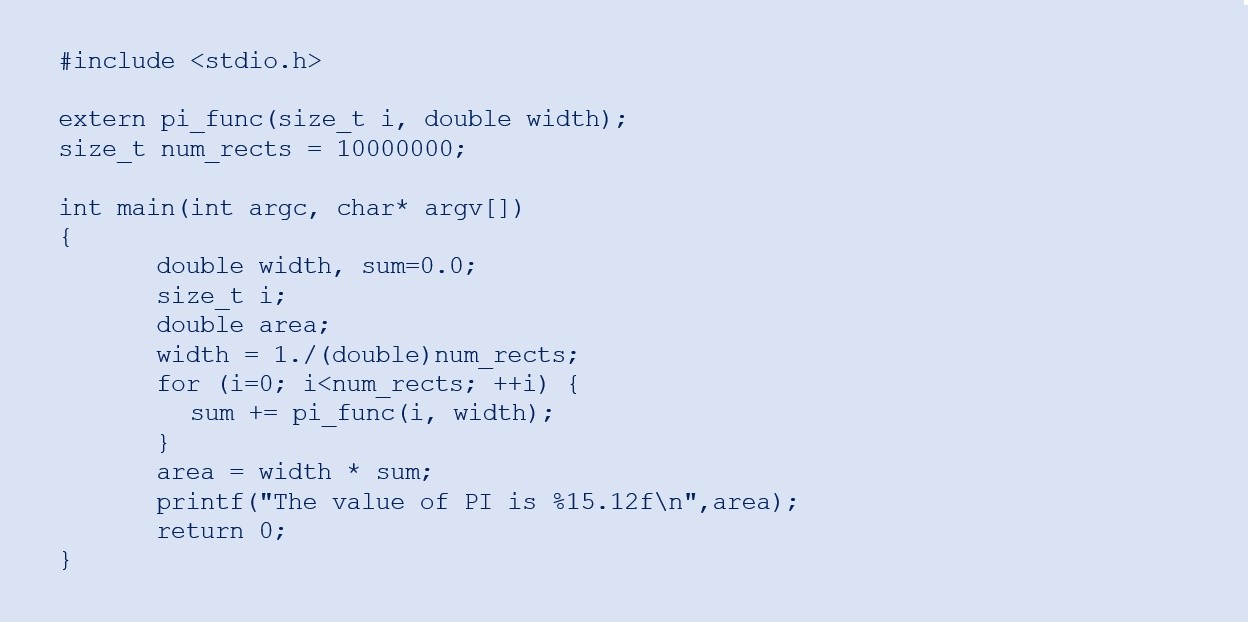 #include <stdio.h>
extern pi_func(size_t i, double width);
size_t num_rects = 10000000;
int main(int argc, char* argv[])
{
double width, sum=0.0;
size_t i;
double area;
width = 1./(double)num_rects;
for (i=0; i<num_rects; ++i) {
sum += pi_func(i, width);
}
area = width * sum;
printf("The value of PI is %15.12f\n",area);
return 0;
}